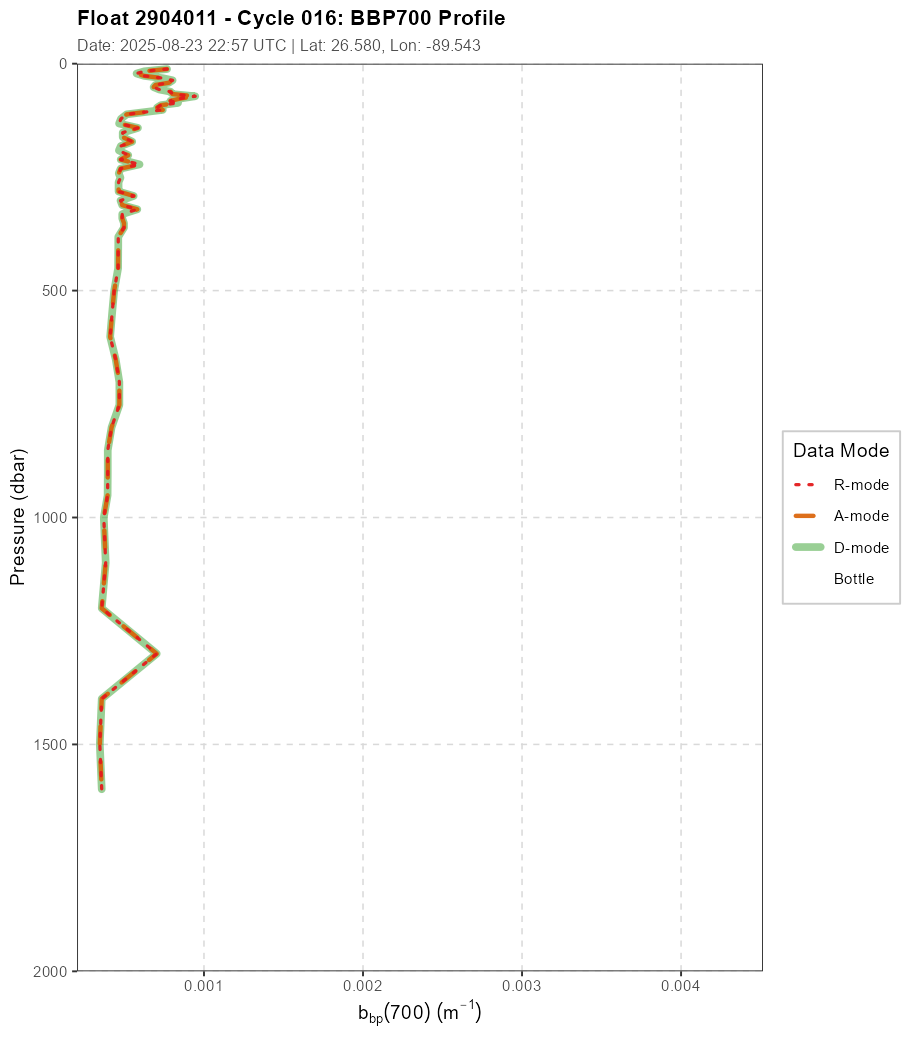 Float 2904011 - Cycle 016: BBP700 Profile
Date: 2025-08-23 22:57 UTC | Lat: 26.580, Lon: -89.543
0
500
1000
1500
2000
Pressure (dbar)
0.001
0.002
0.003
0.004
b_bp(700) (m⁻¹)
Data Mode
R-mode
A-mode
D-mode
Bottle